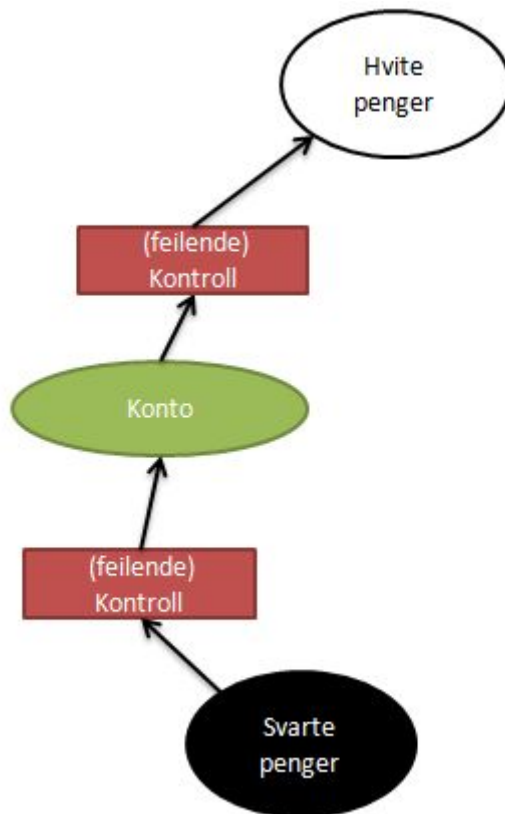 Hvite
penger
(feilende)
Kontroll
Konto
(feilende)
Kontroll
Svarte
penger